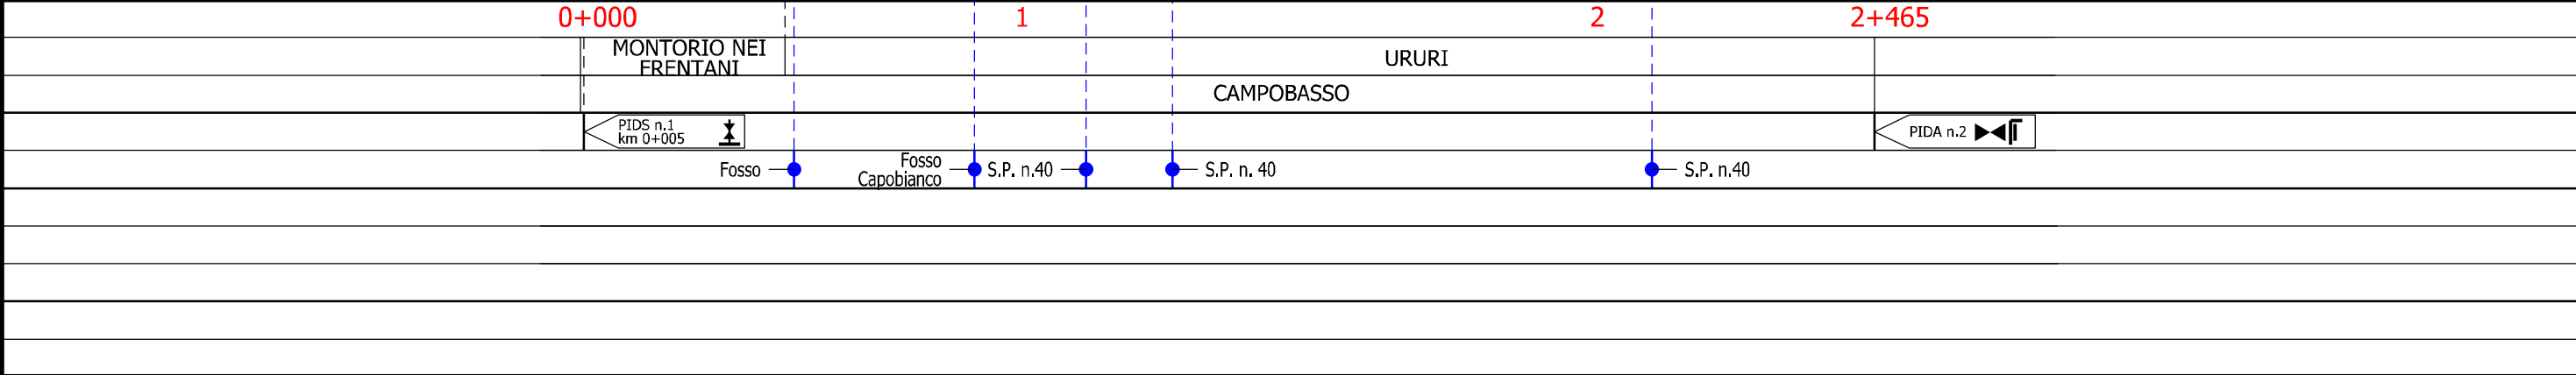 0+000 1 2 2+465
MONTORIO NEI
FRENTANI
URURI
CAMPOBASSO
PIDS n.1
km 0+005
PIDA n.2
Fosso
Fosso
Capobianco
S.P. n.40
S.P. n. 40
S.P. n.40